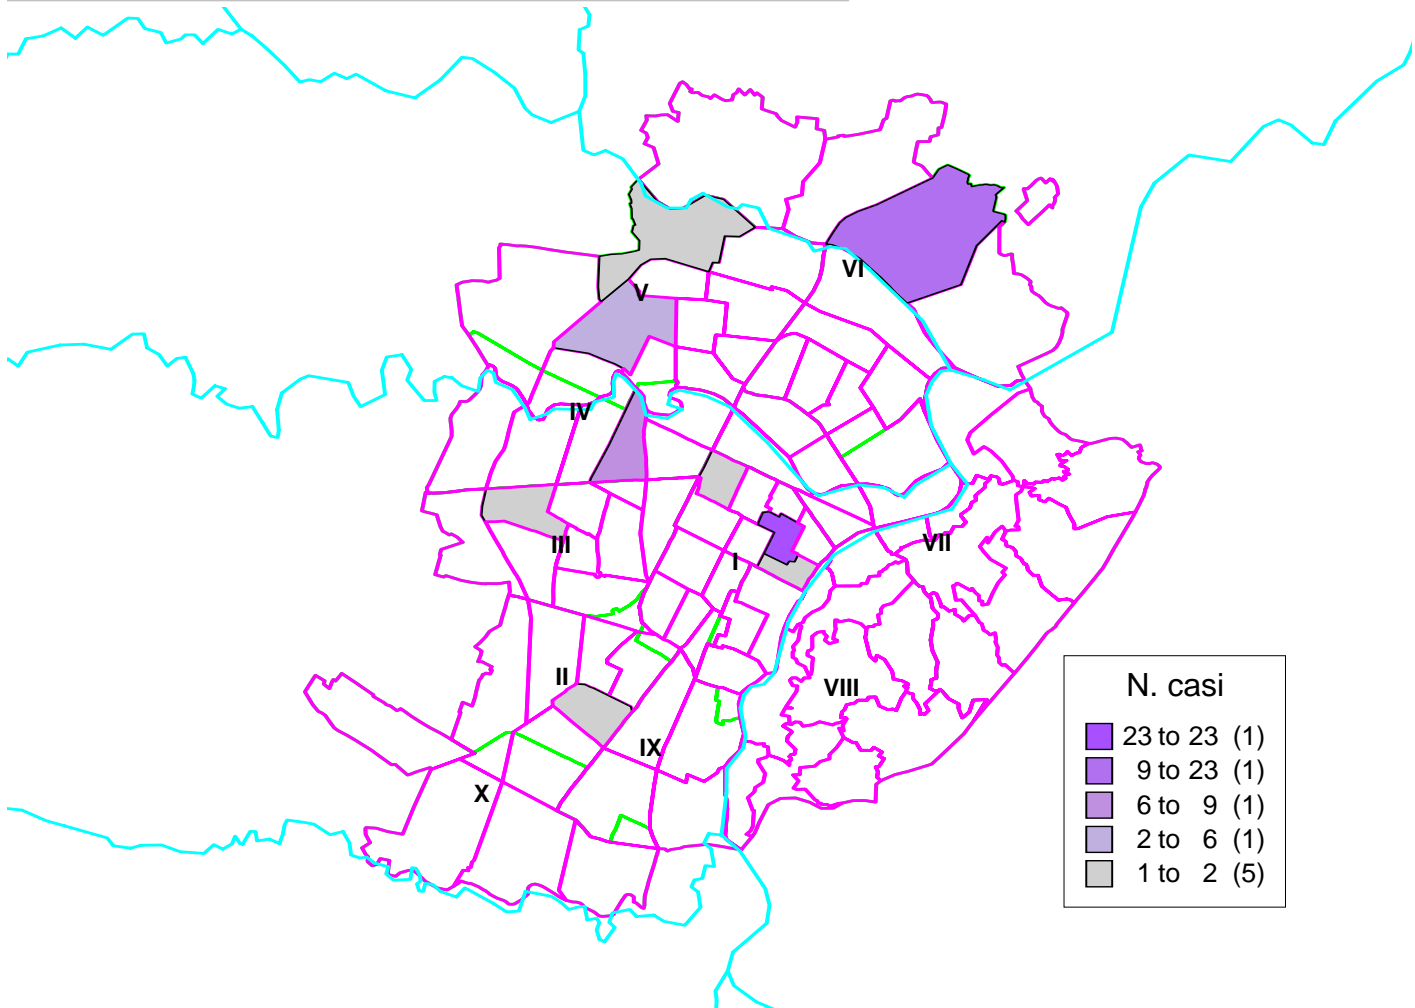 VI
V
IV
III
VII
I
II
VIII
IX
X
N. casi
23 to 23 (1)
9 to 23 (1)
6 to 9 (1)
2 to 6 (1)
1 to 2 (5)